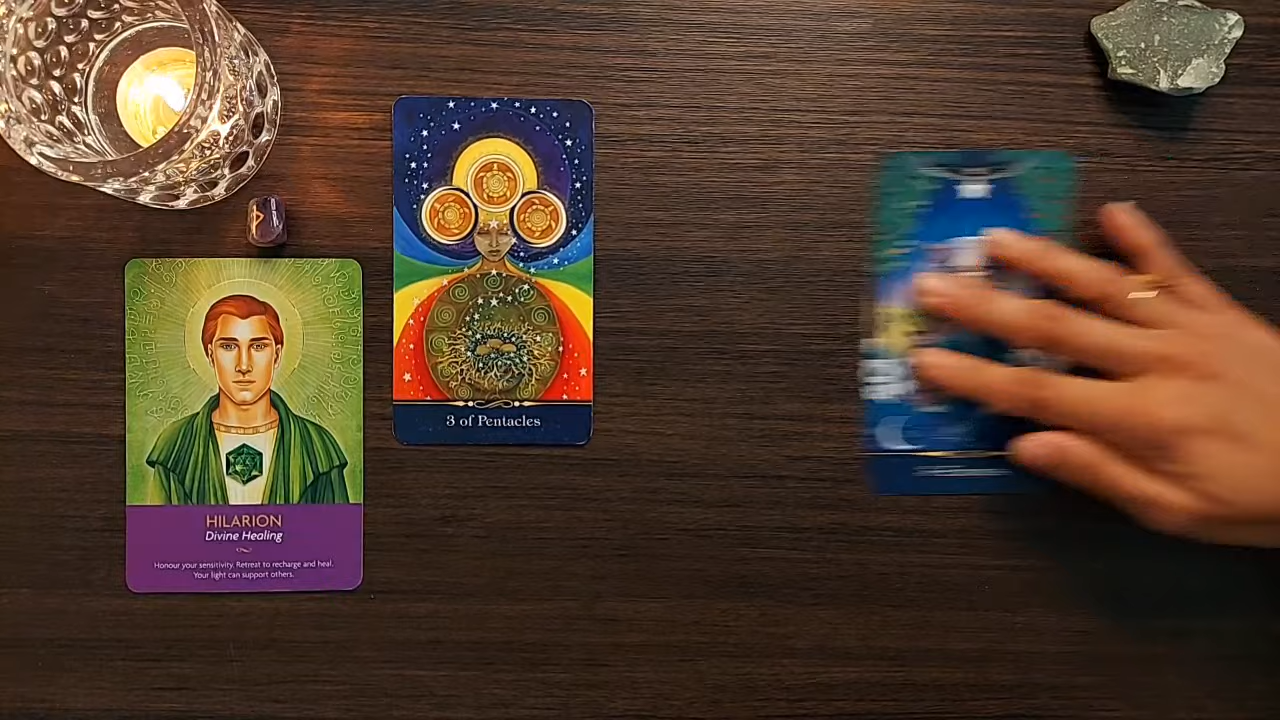 3 of Pentacles
HILARION
Divine Healing
Honour your sensitivity. Retreat to recharge and heal.
Your light can support others.